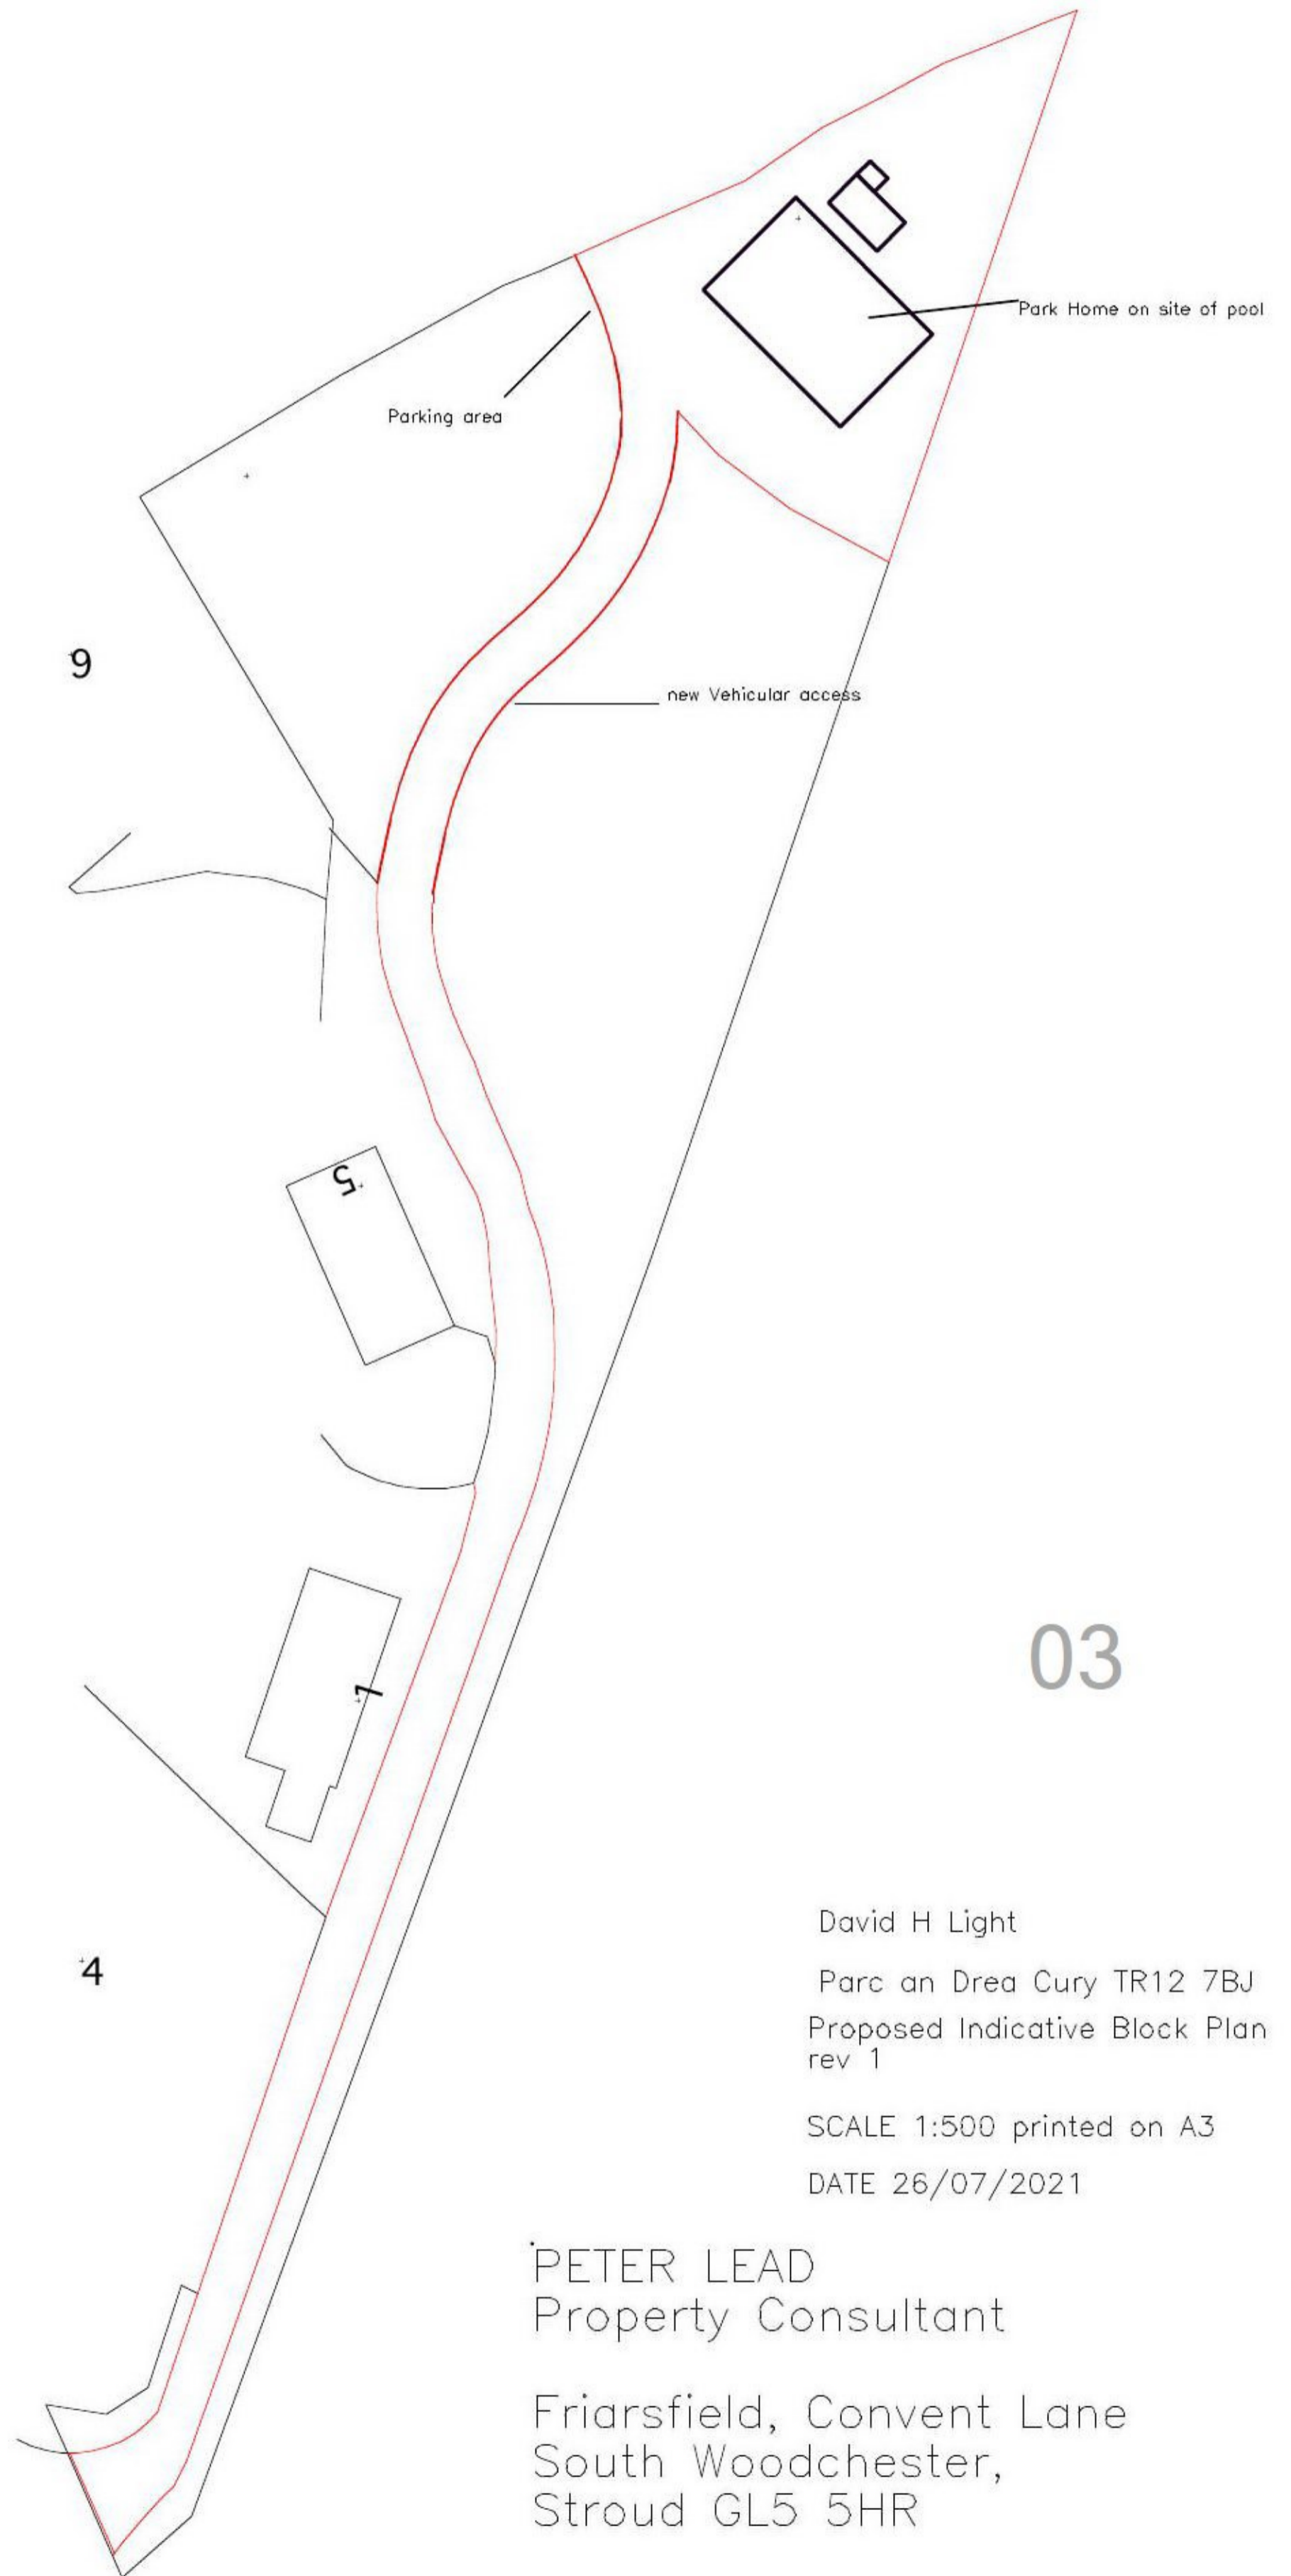 Park Home on site of pool
Parking area
9
new Vehicular access
5
1
03
4
David H Light
Parc an Drea Cury TR12 7BJ
Proposed Indicative Block Plan
rev 1
SCALE 1:500 printed on A3
DATE 26/07/2021
PETER LEAD
Property Consultant
Friarsfield, Convent Lane
South Woodchester,
Stroud GL5 5HR